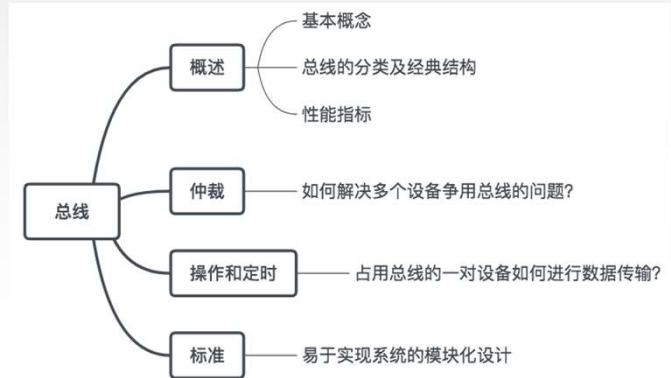 基本概念
概述
总线的分类及经典结构
性能指标
仲裁
如何解决多个设备争用总线的问题？
总线
操作和定时
占用总线的一对设备如何进行数据传输？
标准
易于实现系统的模块化设计